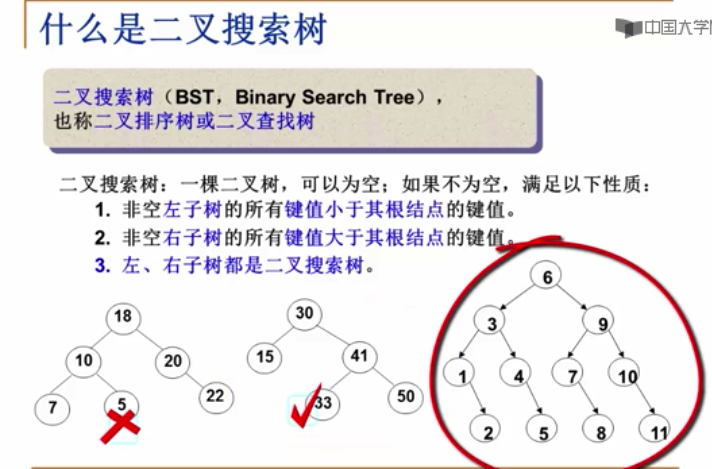 什么是二叉搜索树
中国大学
二叉搜索树（BST，Binary Search Tree），
也称二叉排序树或二叉查找树
二叉搜索树：一棵二叉树，可以为空；如果不为空，满足以下性质：
1. 非空左子树的所有键值小于其根结点的键值。
2. 非空右子树的所有键值大于其根结点的键值。
3. 左、右子树都是二叉搜索树。
18
10 20
7 5 22
30
15 41
33 50
6
3 9
1 4 7 10
2 5 8 11